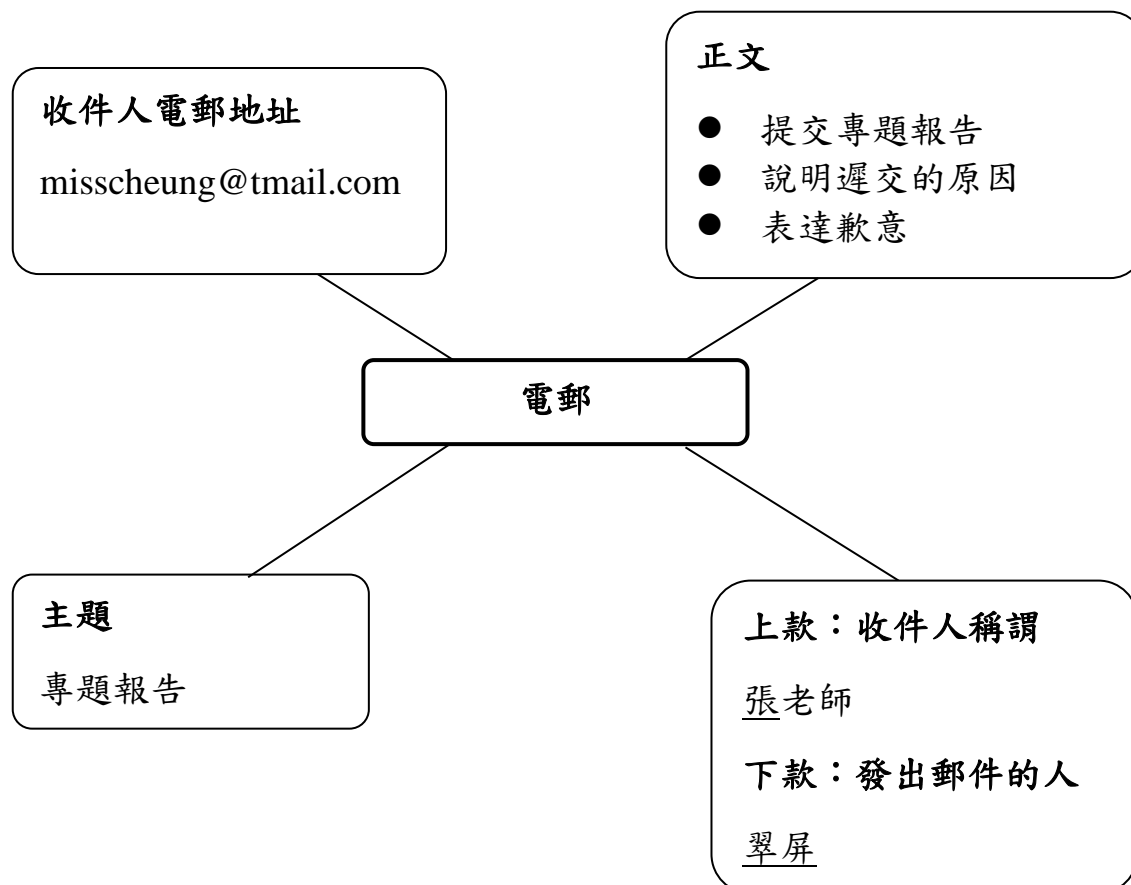 收件人電郵地址
misscheung@tmail.com
正文
● 提交專題報告
● 說明遲交的原因
● 表達歉意
電郵
主題
專題報告
上款：收件人稱謂
張老師
下款：發出郵件的人
翠屏